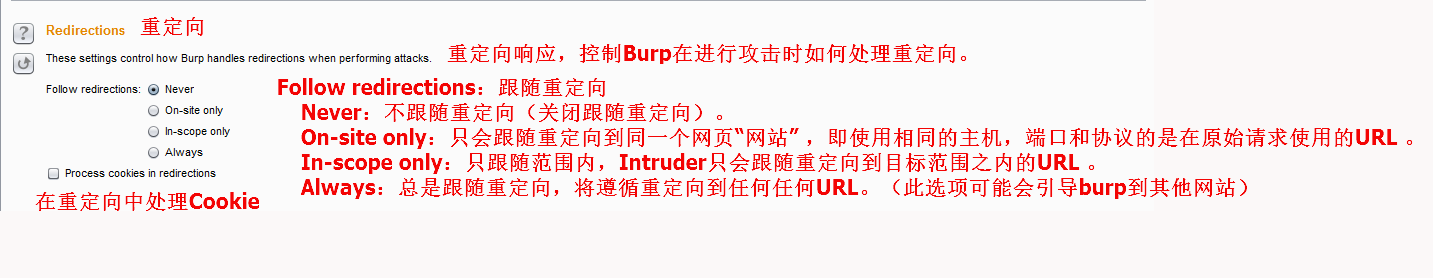 Redirections 重定向
These settings control how Burp handles redirections when performing attacks. 重定向响应，控制Burp在进行攻击时如何处理重定向。
Follow redirections: Never Follow redirections：跟随重定向
Never：不跟随重定向（关闭跟随重定向）。
On-site only On-site only：只会跟随重定向到同一个网页“网站”，即使用相同的主机，端口和协议的是在原始请求使用的URL 。
In-scope only In-scope only：只跟随范围内，Intruder只会跟随重定向到目标范围之内的URL 。
Always Always：总是跟随重定向，将遵循重定向到任何任何URL。（此选项可能会引导burp到其他网站）
Process cookies in redirections
在重定向中处理Cookie